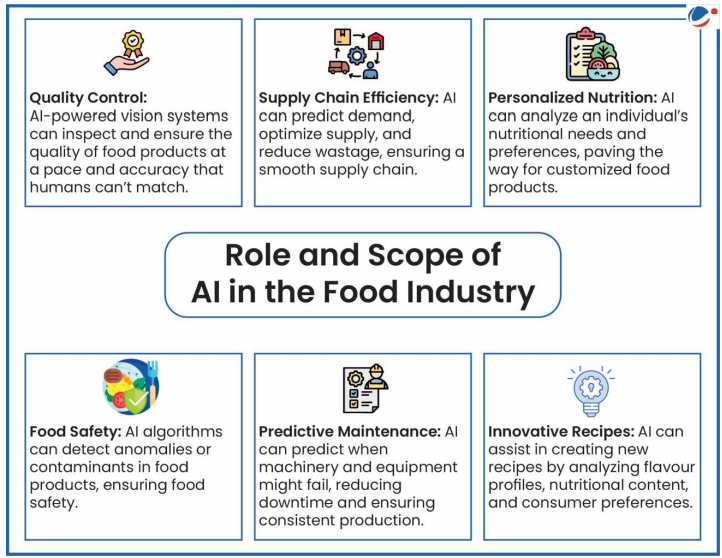 Quality Control:
AI-powered vision systems
can inspect and ensure the
quality of food products at
a pace and accuracy that
humans can't match.
Supply Chain Efficiency: AI
can predict demand,
optimize supply, and
reduce wastage, ensuring a
smooth supply chain.
Personalized Nutrition: AI
can analyze an individual's
nutritional needs and
preferences, paving the
way for customized food
products.
Role and Scope of
AI in the Food Industry
Food Safety: AI algorithms
can detect anomalies or
contaminants in food
products, ensuring food
safety.
Predictive Maintenance: AI
can predict when
machinery and equipment
might fail, reducing
downtime and ensuring
consistent production.
Innovative Recipes: AI can
assist in creating new
recipes by analyzing flavour
profiles, nutritional content,
and consumer preferences.